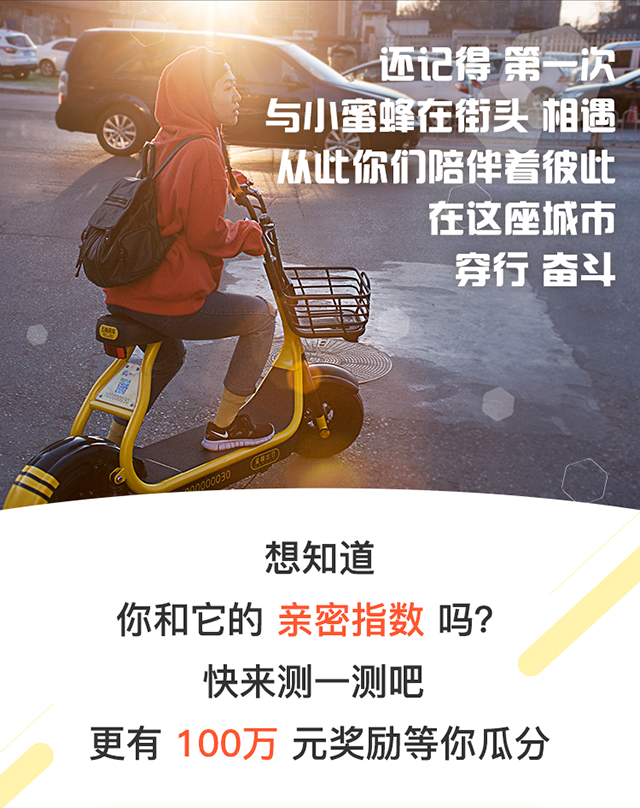 还记得 第一次
与小蜜蜂在街头 相遇
从此你们陪伴着彼此
在这座城市
穿行 奋斗
00000030
000000030
想知道
你和它的 亲密指数 吗?
快来测一测吧
更有 100万 元奖励等你瓜分